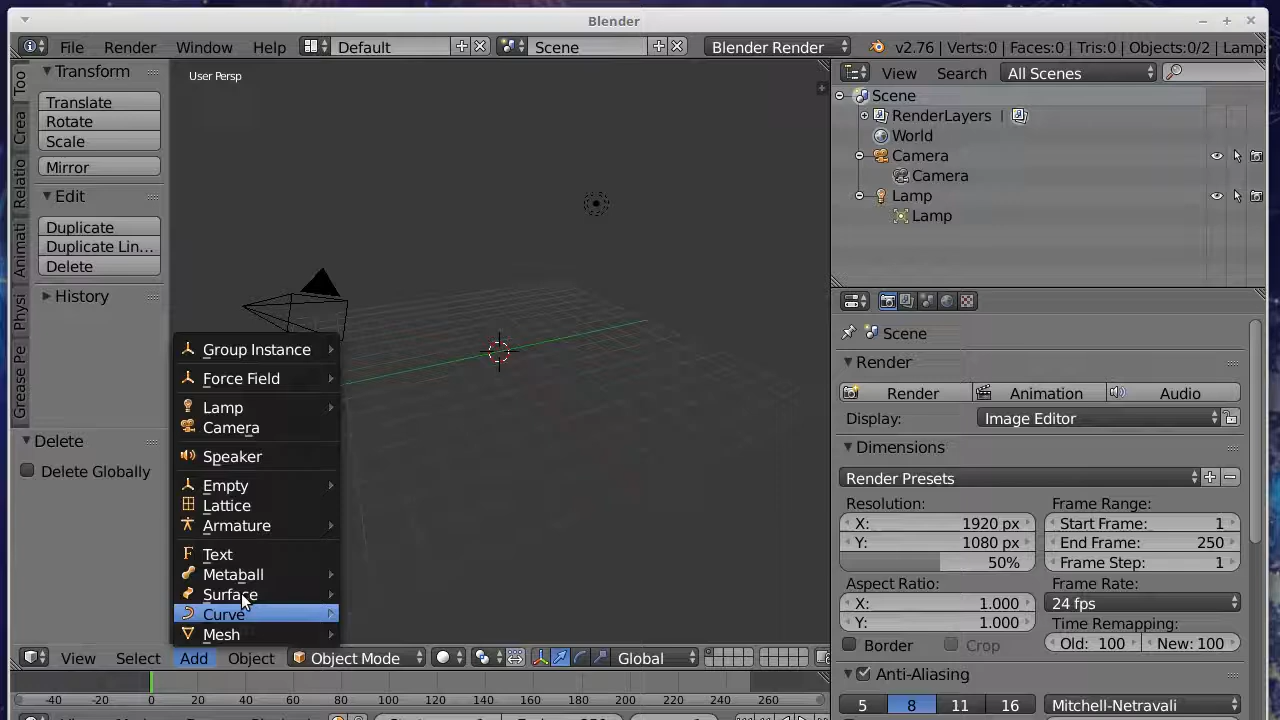 Blender
File Render Window Help Default Scene Blender Render v2.76 | Verts:0 | Faces:0 | Tris:0 | Objects:0/2 | Lamps
Too
Crea
Relatio
Animati
Physi
Grease Pe
Transform
Translate
Rotate
Scale
Mirror
Edit
Duplicate
Duplicate Lin...
Delete
History
Delete
Delete Globally
User Persp
Group Instance
Force Field
Lamp
Camera
Speaker
Empty
Lattice
Armature
Text
Metaball
Surface
Curve
Mesh
View Select Add Object Object Mode Global
-40 -20 0 20 40 60 80 100 120 140 160 180 200 220 240 260
View Search All Scenes
Scene
RenderLayers |
World
Camera
Camera
Lamp
Lamp
Scene
Render
Render Animation Audio
Display: Image Editor
Dimensions
Render Presets
Resolution: Frame Range:
X: 1920 px Start Frame: 1
Y: 1080 px End Frame: 250
50% Frame Step: 1
Aspect Ratio: Frame Rate:
X: 1.000 24 fps
Y: 1.000 Time Remapping:
Border Crop Old: 100 New: 100
Anti-Aliasing
5 8 11 16 Mitchell-Netravali